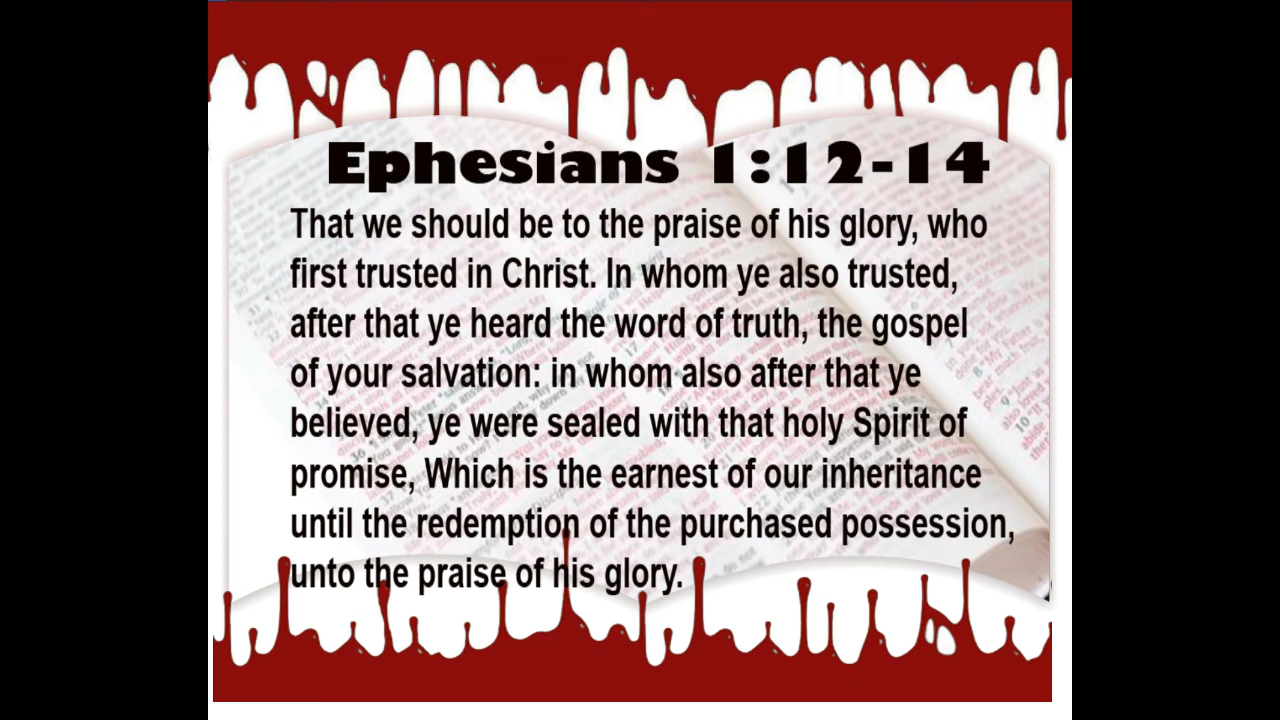 Ephesians 1:12-14
That we should be to the praise of his glory, who
first trusted in Christ. In whom ye also trusted,
after that ye heard the word of truth, the gospel
of your salvation: in whom also after that ye
believed, ye were sealed with that holy Spirit of
promise, Which is the earnest of our inheritance
until the redemption of the purchased possession,
unto the praise of his glory.